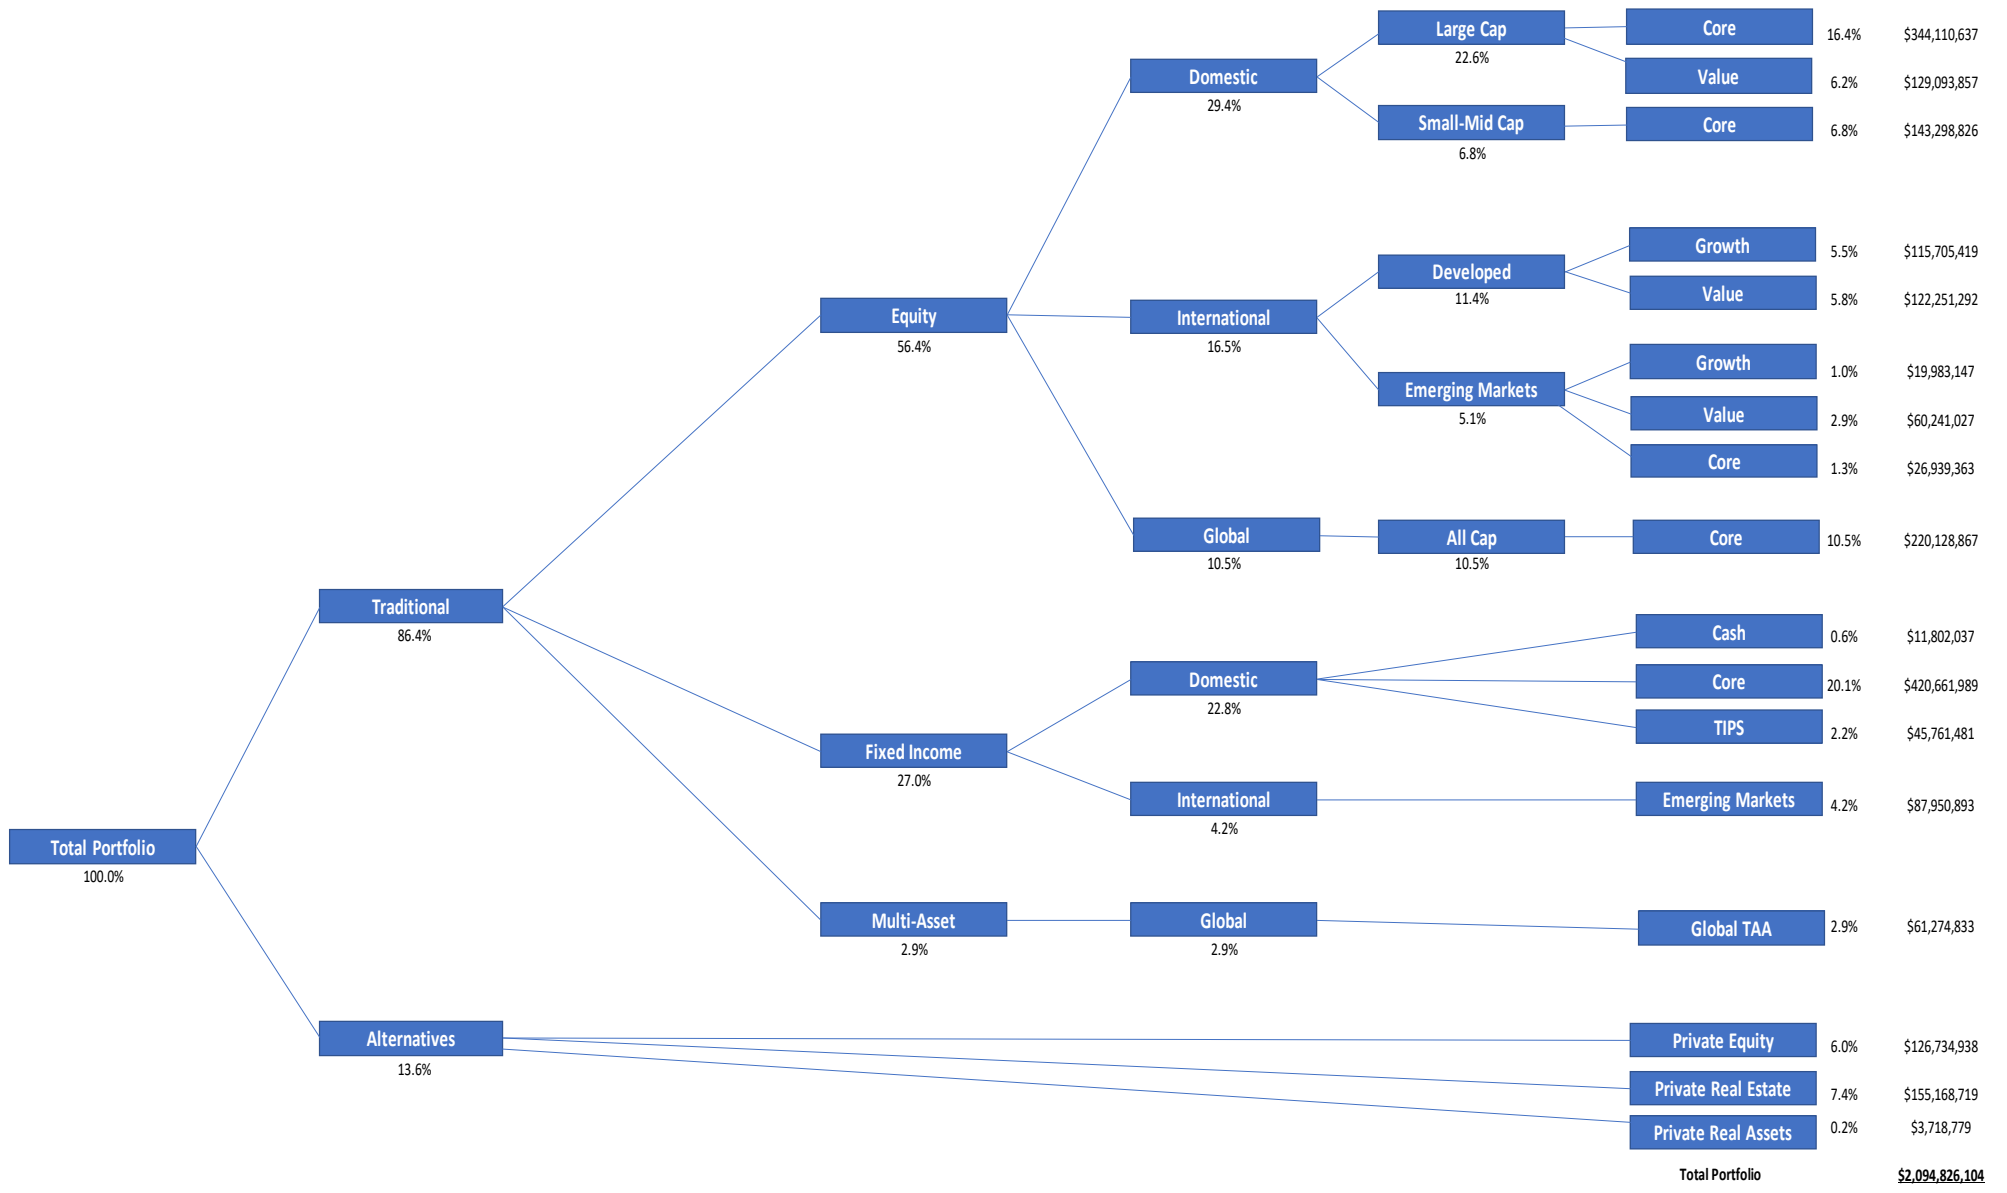 Large Cap
22.6%
Core
16.4%
$344,110,637
Domestic
29.4%
Value
6.2%
$129,093,857
Small-Mid Cap
6.8%
Core
6.8%
$143,298,826
Growth
5.5%
$115,705,419
Developed
11.4%
Value
5.8%
$122,251,292
Equity
56.4%
International
16.5%
Growth
1.0%
$19,983,147
Emerging Markets
5.1%
Value
2.9%
$60,241,027
Core
1.3%
$26,939,363
Global
10.5%
All Cap
10.5%
Core
10.5%
$220,128,867
Traditional
86.4%
Cash
0.6%
$11,802,037
Domestic
22.8%
Core
20.1%
$420,661,989
TIPS
2.2%
$45,761,481
Fixed Income
27.0%
International
4.2%
Emerging Markets
4.2%
$87,950,893
Total Portfolio
100.0%
Multi-Asset
2.9%
Global
2.9%
Global TAA
2.9%
$61,274,833
Alternatives
13.6%
Private Equity
6.0%
$126,734,938
Private Real Estate
7.4%
$155,168,719
Private Real Assets
0.2%
$3,718,779
Total Portfolio
$2,094,826,104